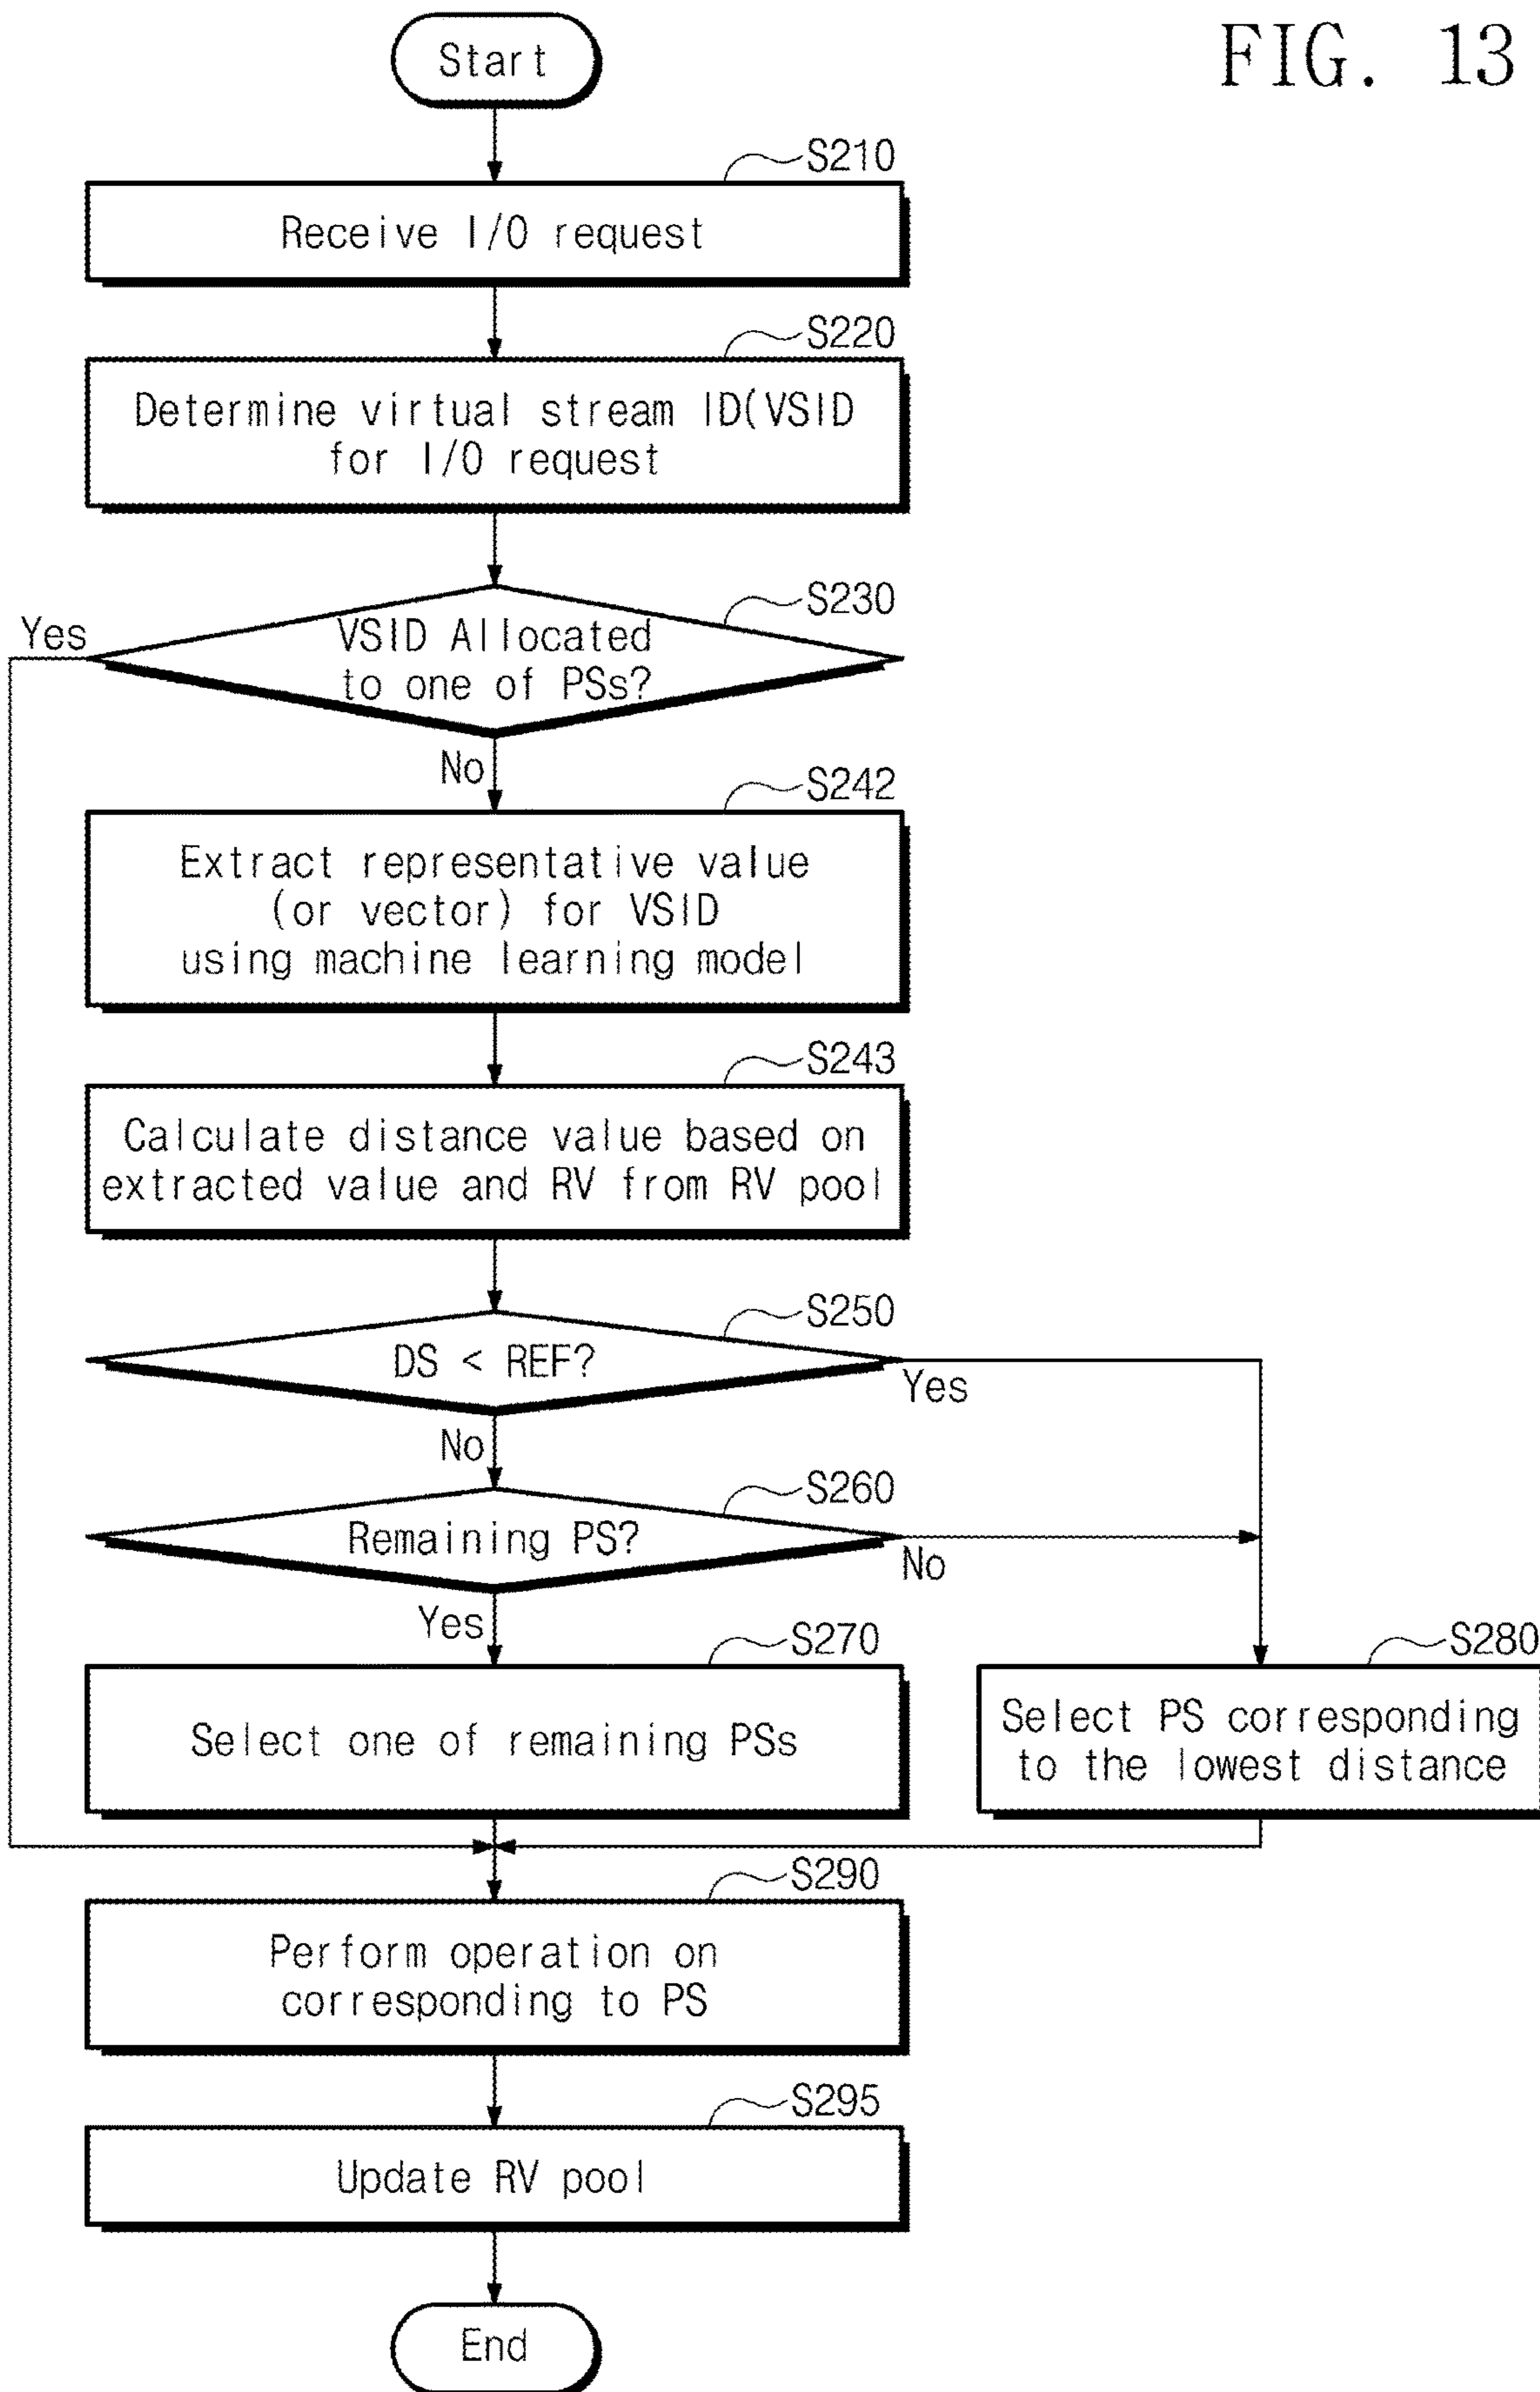 FIG. 13
Start
S210
Receive I/O request
S220
Determine virtual stream ID(VSID
for I/O request
S230
Yes
VSID Allocated
to one of PSs?
No
S242
Extract representative value
(or vector) for VSID
using machine learning model
S243
Calculate distance value based on
extracted value and RV from RV pool
S250
DS < REF?
Yes
No
S260
Remaining PS?
No
Yes
S270
Select one of remaining PSs
S280
Select PS corresponding
to the lowest distance
S290
Perform operation on
corresponding to PS
S295
Update RV pool
End